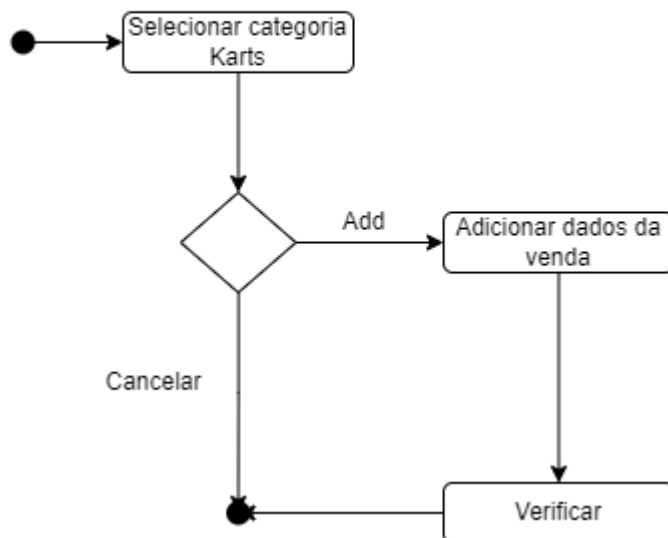 Selecionar categoria
Karts
Add
Adicionar dados da
venda
Cancelar
Verificar